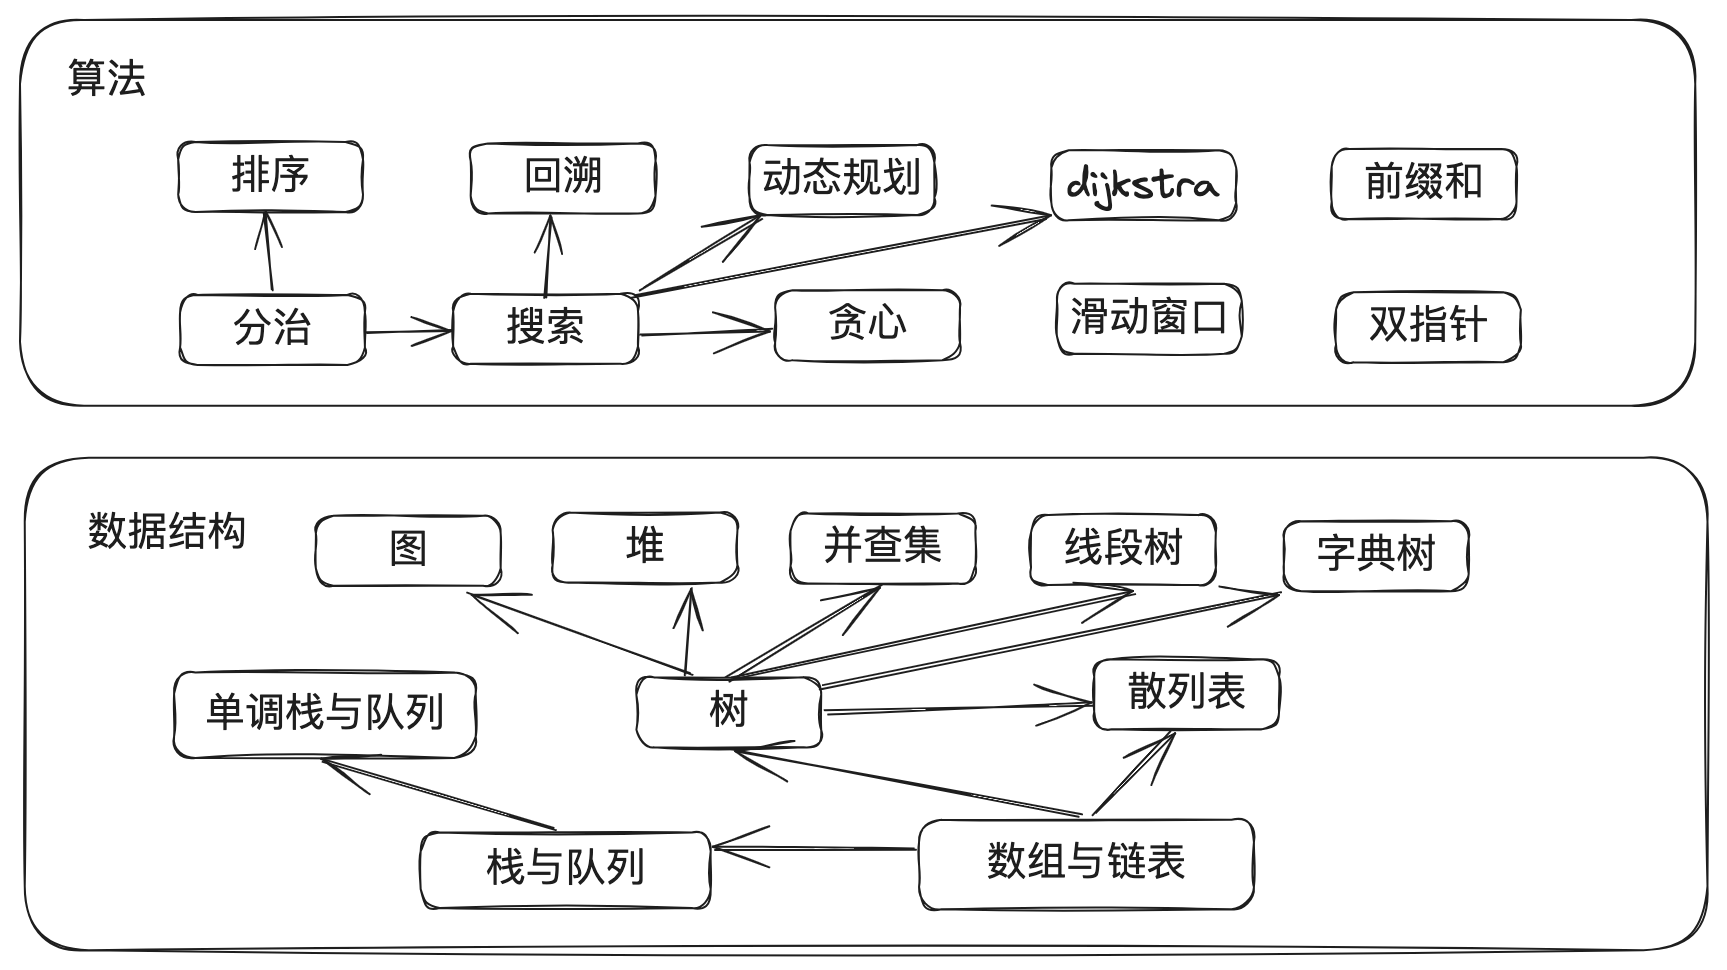 算法
排序
回溯
动态规划
dijkstra
前缀和
分治
搜索
贪心
滑动窗口
双指针
数据结构
图
堆
并查集
线段树
字典树
单调栈与队列
树
散列表
栈与队列
数组与链表